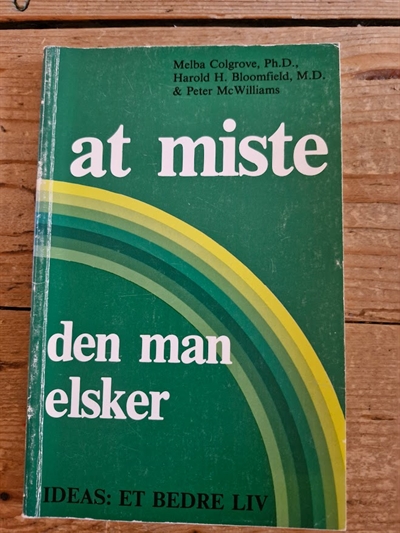 Melba Colgrove, Ph.D.,
Harold H. Bloomfield, M.D.
& Peter McWilliams
at miste
den man
elsker
IDEAS: ET BEDRE LIV